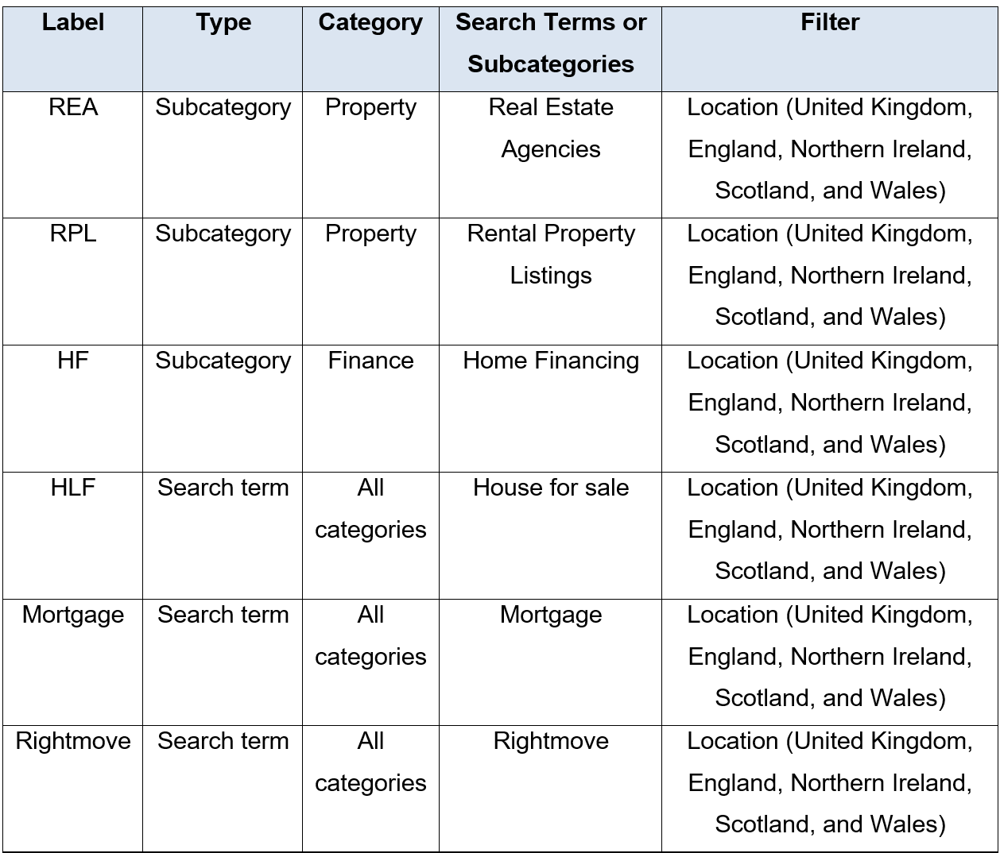 Label Type Category Search Terms or Filter
Subcategories
REA Subcategory Property Real Estate Location (United Kingdom,
Agencies England, Northern Ireland,
Scotland, and Wales)
RPL Subcategory Property Rental Property Location (United Kingdom,
Listings England, Northern Ireland,
Scotland, and Wales)
HF Subcategory Finance Home Financing Location (United Kingdom,
England, Northern Ireland,
Scotland, and Wales)
HLF Search term All House for sale Location (United Kingdom,
categories England, Northern Ireland,
Scotland, and Wales)
Mortgage Search term All Mortgage Location (United Kingdom,
categories England, Northern Ireland,
Scotland, and Wales)
Rightmove Search term All Rightmove Location (United Kingdom,
categories England, Northern Ireland,
Scotland, and Wales)